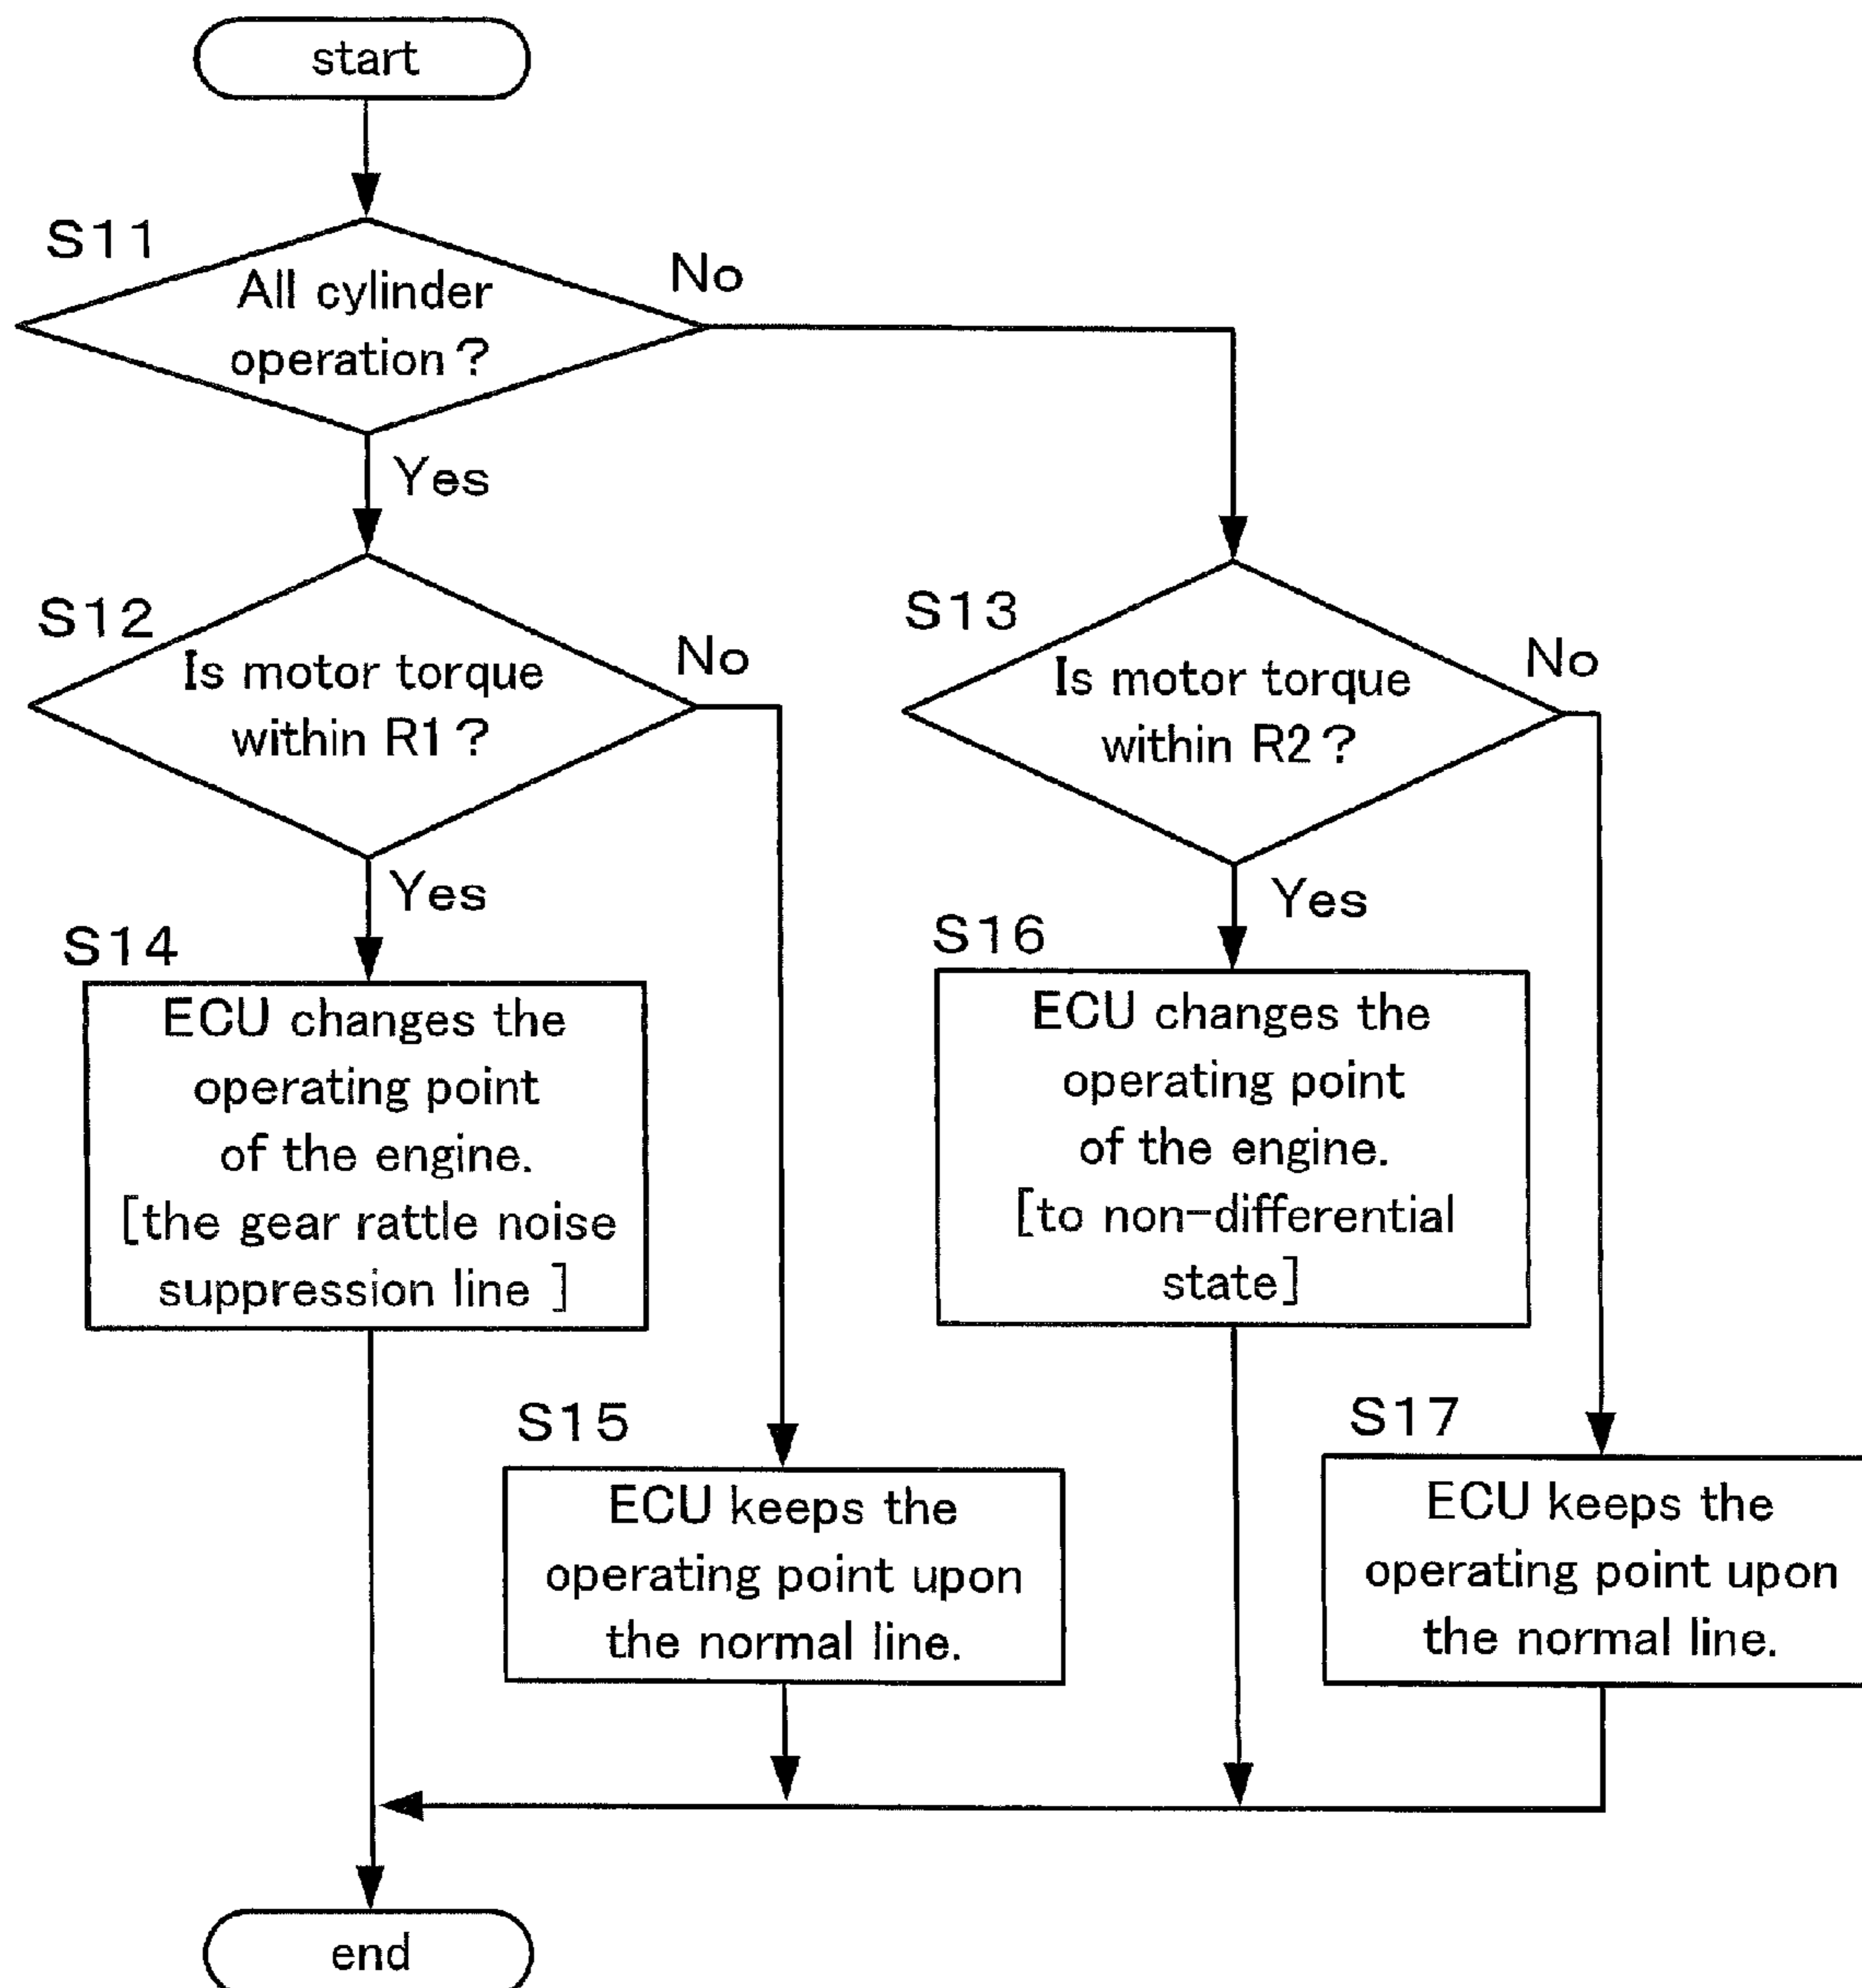 start
S11
All cylinder
operation?
No
Yes
S12
Is motor torque
within R1?
No
Yes
S13
Is motor torque
within R2?
No
Yes
S14
ECU changes the
operating point
of the engine.
[the gear rattle noise
suppression line ]
S16
ECU changes the
operating point
of the engine.
[to non-differential
state]
S15
ECU keeps the
operating point upon
the normal line.
S17
ECU keeps the
operating point upon
the normal line.
end